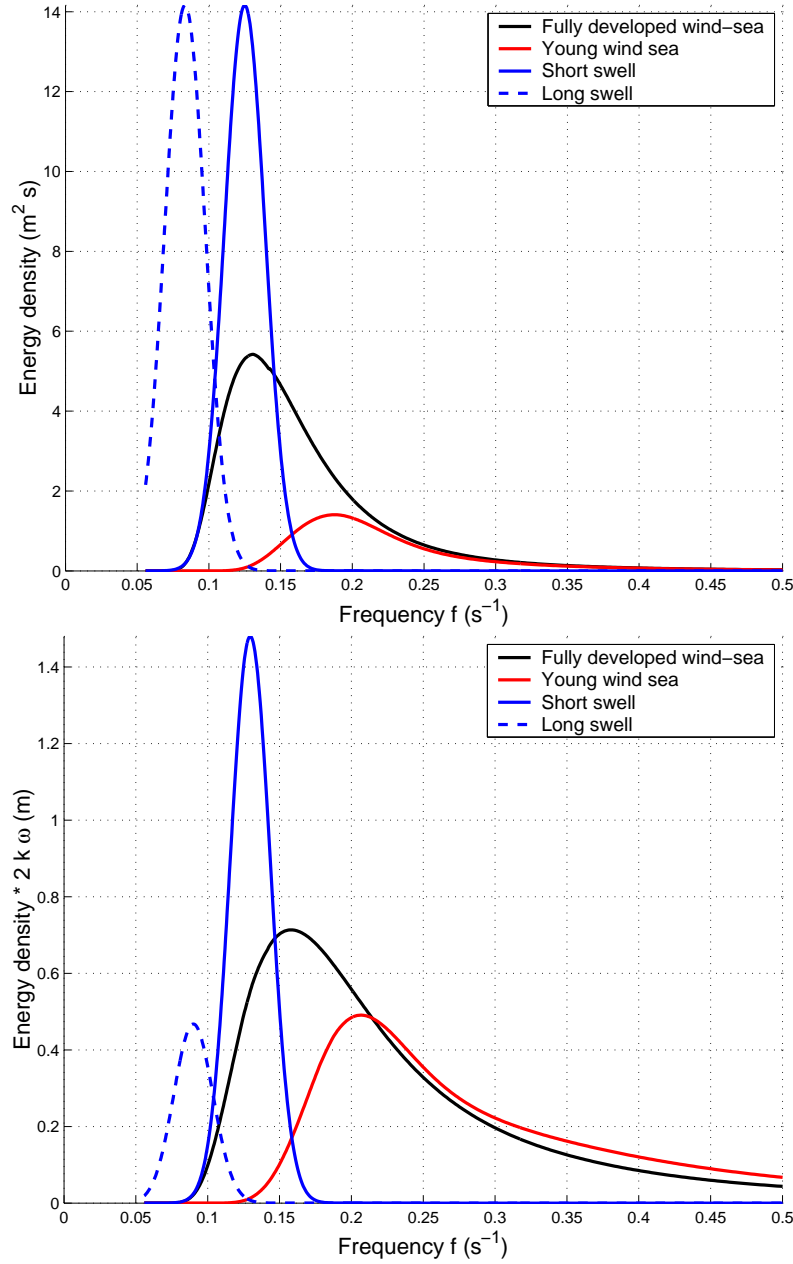 14
12
10
8
6
4
2
0
Energy density (m² s)
Fully developed wind−sea
Young wind sea
Short swell
Long swell
0 0.05 0.1 0.15 0.2 0.25 0.3 0.35 0.4 0.45 0.5
Frequency f (s⁻¹)
1.4
1.2
1
0.8
0.6
0.4
0.2
0
Energy density * 2 k ω (m)
Fully developed wind−sea
Young wind sea
Short swell
Long swell
0 0.05 0.1 0.15 0.2 0.25 0.3 0.35 0.4 0.45 0.5
Frequency f (s⁻¹)